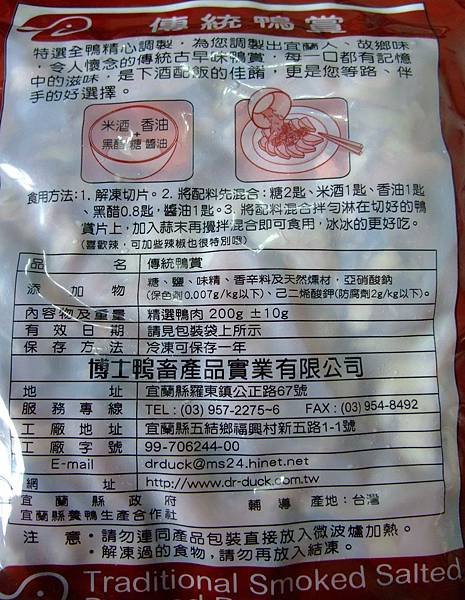 傳統鴨賞
特選全鴨精心調製，為您調製出宜蘭人、故鄉味
，令人懷念的傳統古早味鴨賞，每一口都有記憶
中的滋味，是下酒配飯的佳餚，更是您等路、伴
手的好選擇。
米酒 香油
+
黑醋 糖 醬油
食用方法:1. 解凍切片。2. 將配料先混合:糖2匙、米酒1匙、香油1匙
、黑醋0.8匙，醬油1匙。3. 將配料混合拌勻淋在切好的鴨
賞片上，加入蒜末再攪拌混合即可食用，冰冰的更好吃。
(喜歡辣，可加些辣椒也很特別喲)
品名 傳統鴨賞
添加物 糖、鹽、味精、香辛料及天然燻材，亞硝酸鈉
(保色劑0.007g/kg以下)、己二烯酸鉀(防腐劑2g/kg以下)。
內容物及重量 精選鴨肉 200g ±10g
有效日期 請見包裝袋上所示
保存方法 冷凍可保存一年
博士鴨畜產品實業有限公司
地址 宜蘭縣羅東鎮公正路67號
服務專線 TEL : (03) 957-2275~6 FAX : (03) 954-8492
工廠地址 宜蘭縣五結鄉福興村新五路1-1號
工廠字號 99-706244-00
E-mail drduck@ms24.hinet.net
網址 http://www.dr-duck.com.tw
宜蘭縣政府 輔導 產地:台灣
宜蘭縣養鴨生產合作社
注意・請勿連同產品包裝直接放入微波爐加熱。
・解凍過的食物，請勿再放入結凍。
Traditional Smoked Salted